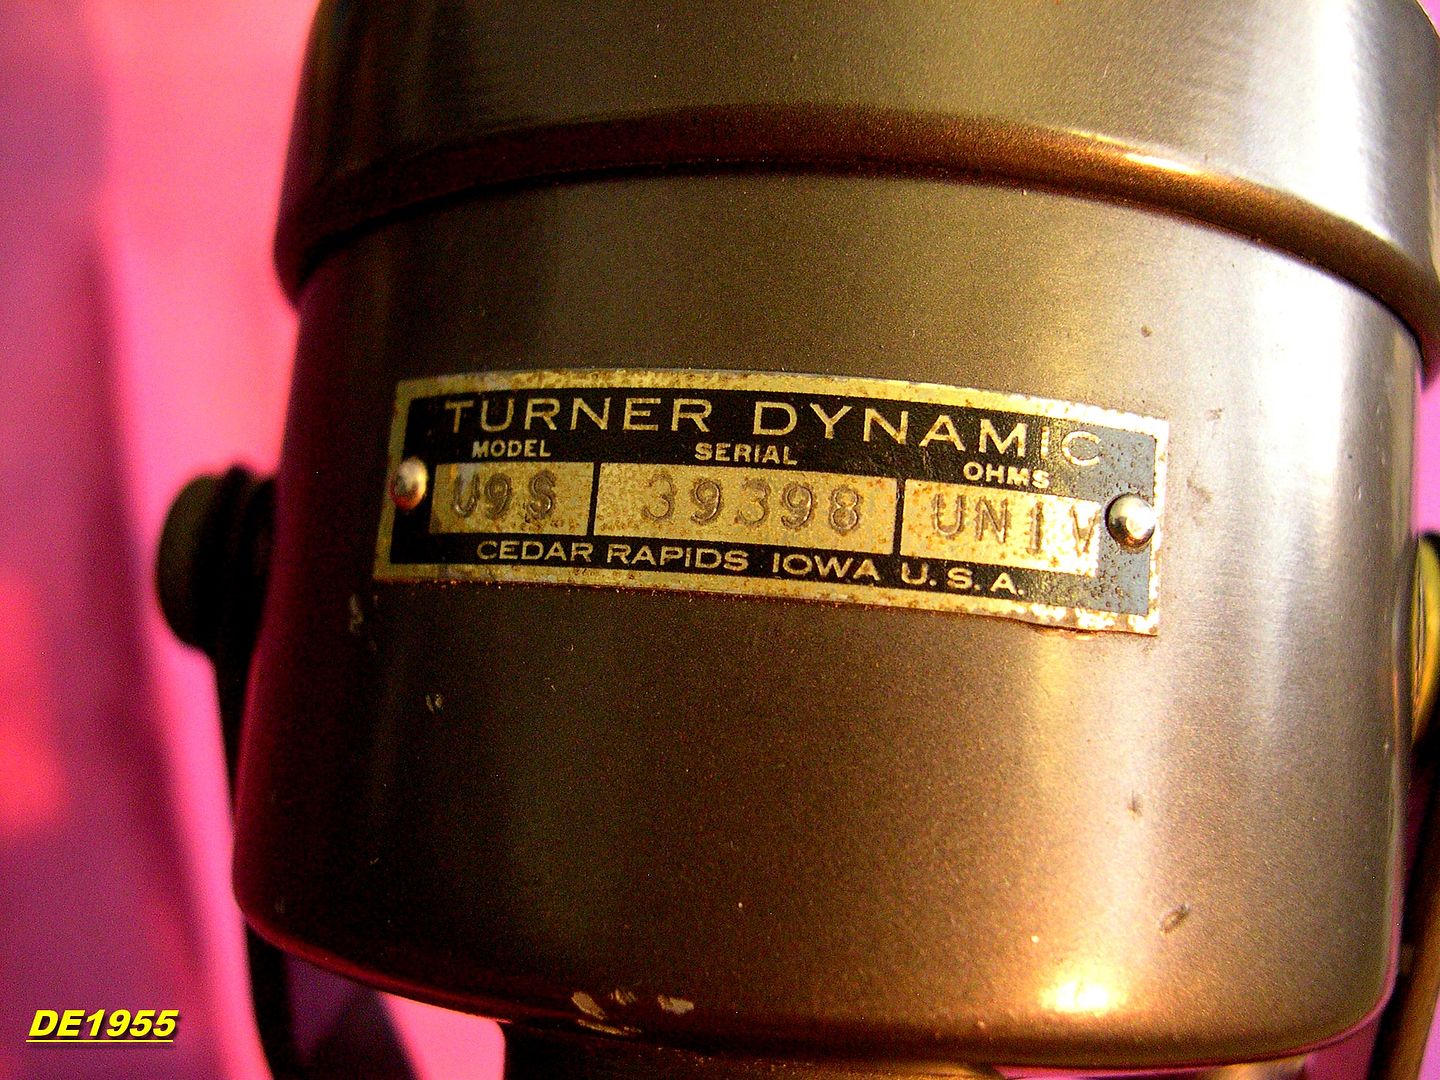 TURNER DYNAMIC
MODEL SERIAL OHMS
U9S 39398 UNIV
CEDAR RAPIDS IOWA U.S.A.
DE1955